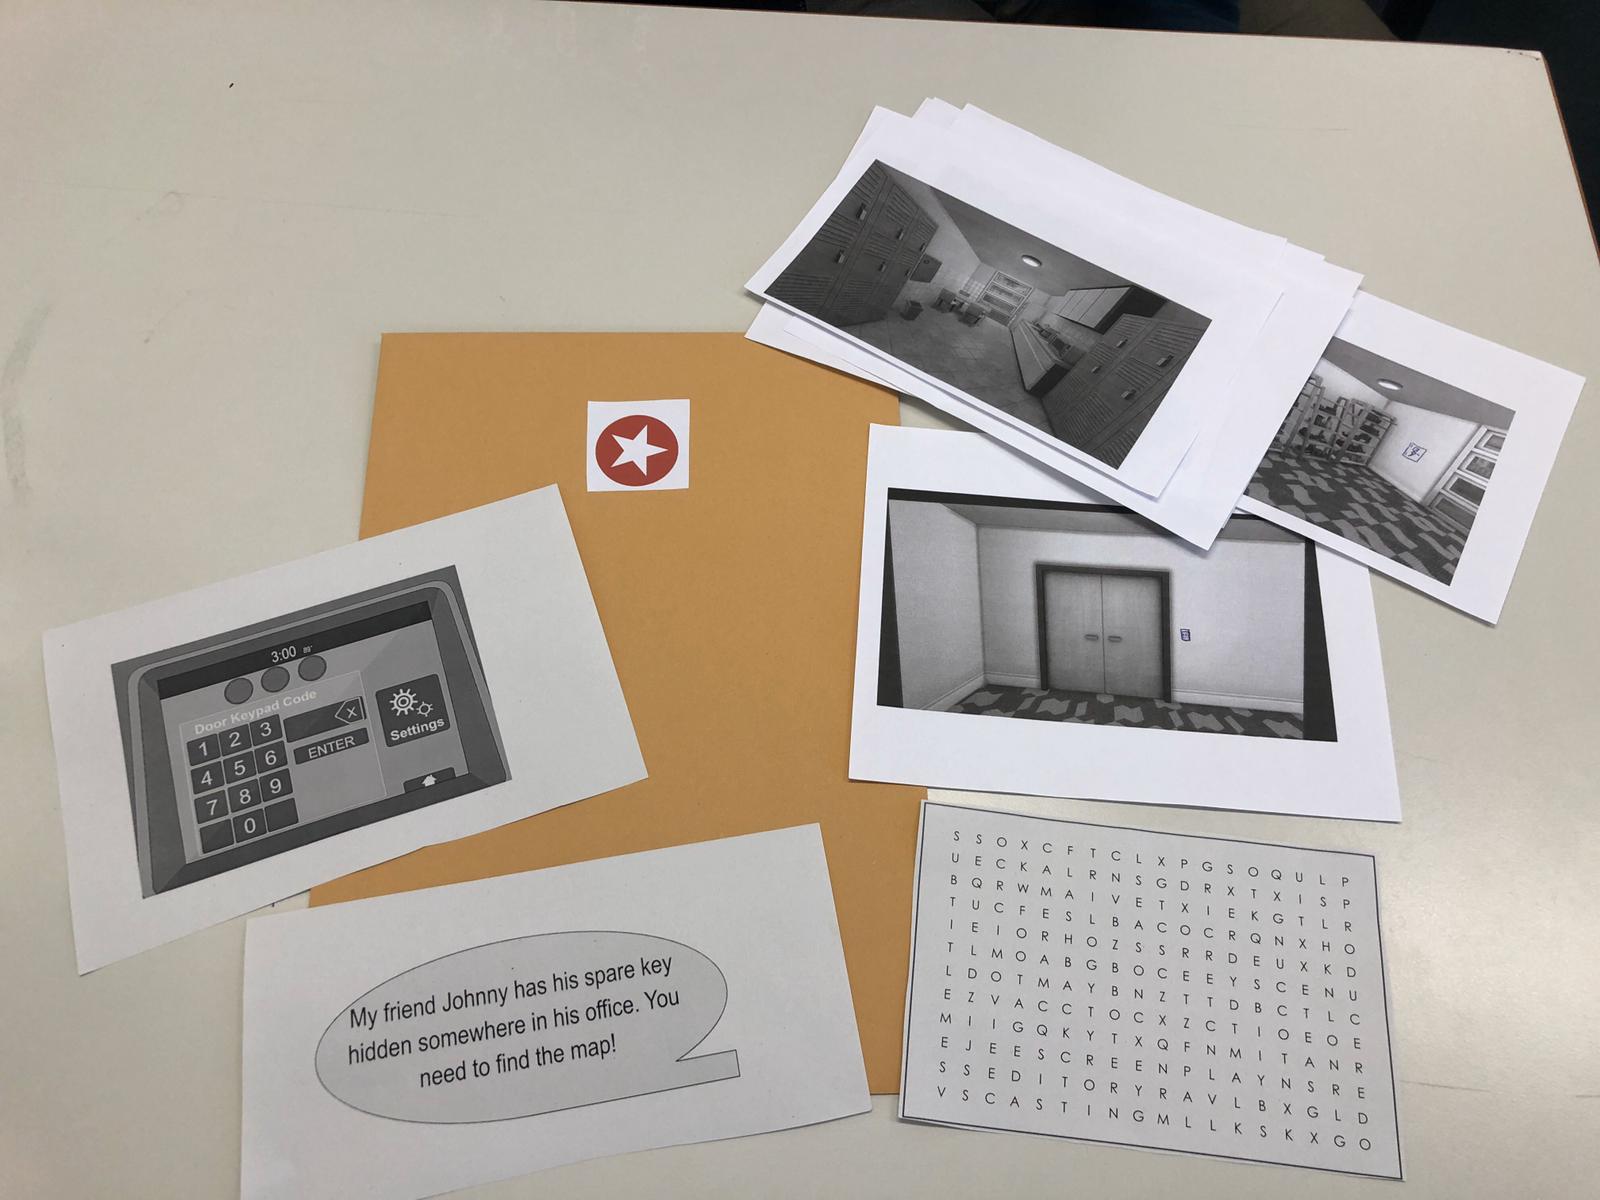 3:00 89°
Door Keypad Code
1 2 3 X
4 5 6 ENTER
7 8 9
0
Settings
My friend Johnny has his spare key
hidden somewhere in his office. You
need to find the map!
S S O X C F T C L X P G S O Q U L P
U E C K A L R N S G D R X T X I S P
B Q R W M A I V E T X I E K G T L R
T U C F E S L B A C O C R Q N X H O
I E I O R H O Z S S R R D E U X K D
T L M O A B G B O C E E Y S C E N U
L D O T M A Y B N Z T T D B C T L C
E Z V A C C T O C X Z C T I O E O E
M I I G Q K Y T X Q F N M I T A N R
E J E E S C R E E N P L A Y N S R E
S S E D I T O R Y R A V L B X G L D
V S C A S T I N G M L L K S K X G O